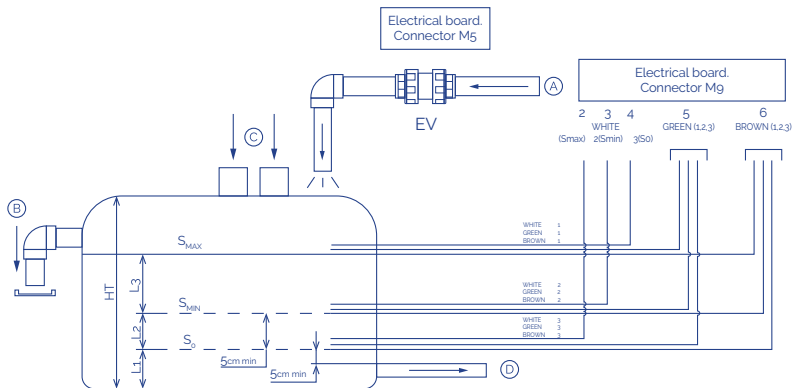 Electrical board.
Connector M5
Electrical board.
Connector M9
A
EV
2 3 4 5 6
WHITE GREEN (1,2,3) BROWN (1,2,3)
(Smax) 2(Smin) 3(S0)
C
B
WHITE 1
GREEN 1
BROWN 1
SMAX
HT
L3
WHITE 2
GREEN 2
BROWN 2
SMIN
L2
WHITE 3
GREEN 3
BROWN 3
S0
L1
5cm min
5cm min
D